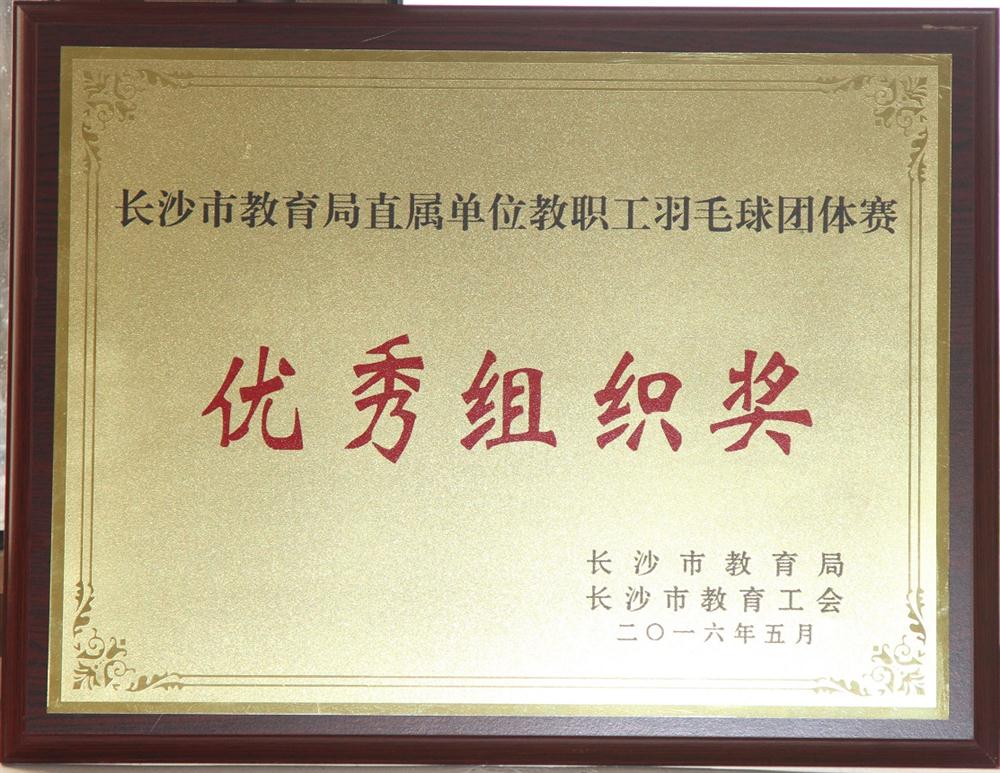 长沙市教育局直属单位教职工羽毛球团体赛
优秀组织奖
长沙市教育局
长沙市教育工会
二〇一六年五月